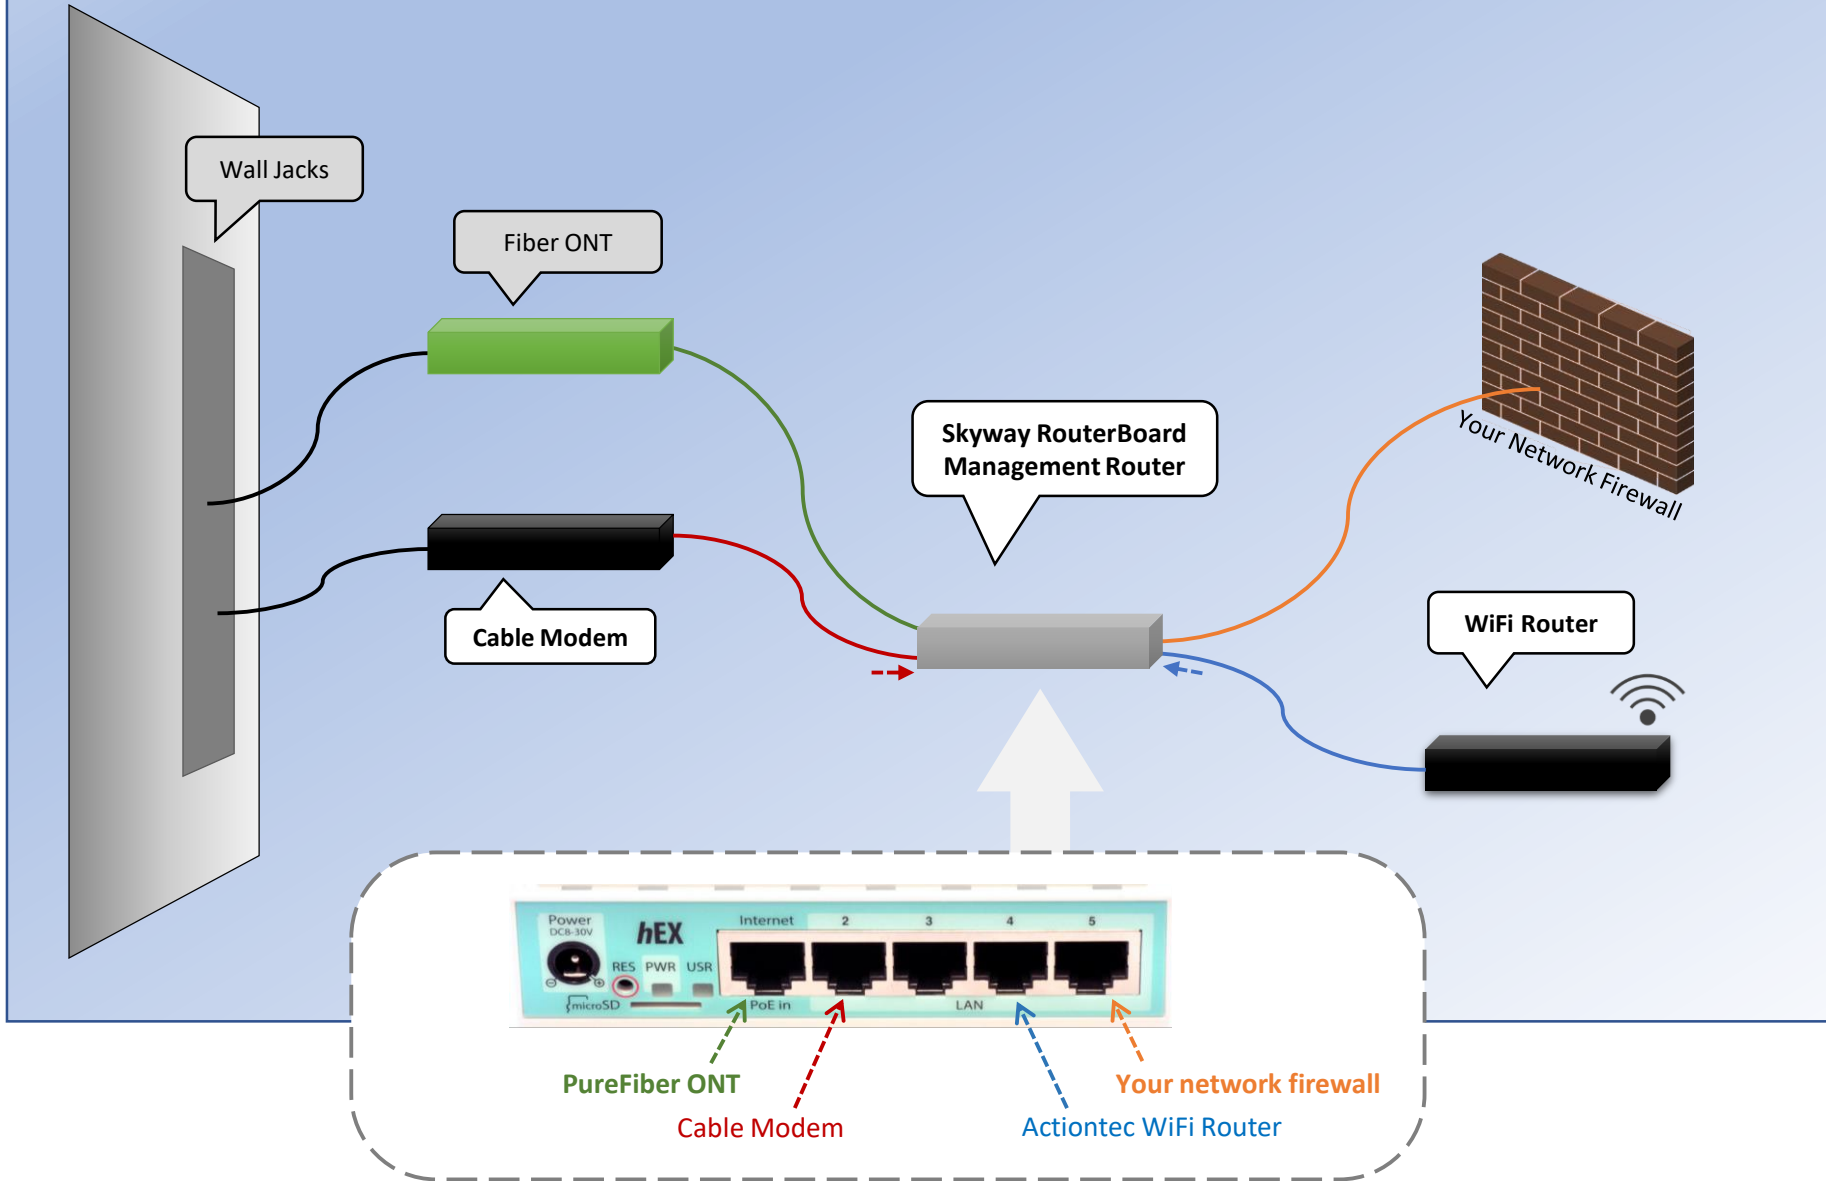 Wall Jacks
Fiber ONT
Skyway RouterBoard
Management Router
Your Network Firewall
Cable Modem
WiFi Router
Power
DC8-30V
hEX
Internet 2 3 4 5
RES PWR USR
microSD
PoE in
LAN
PureFiber ONT
Your network firewall
Cable Modem
Actiontec WiFi Router